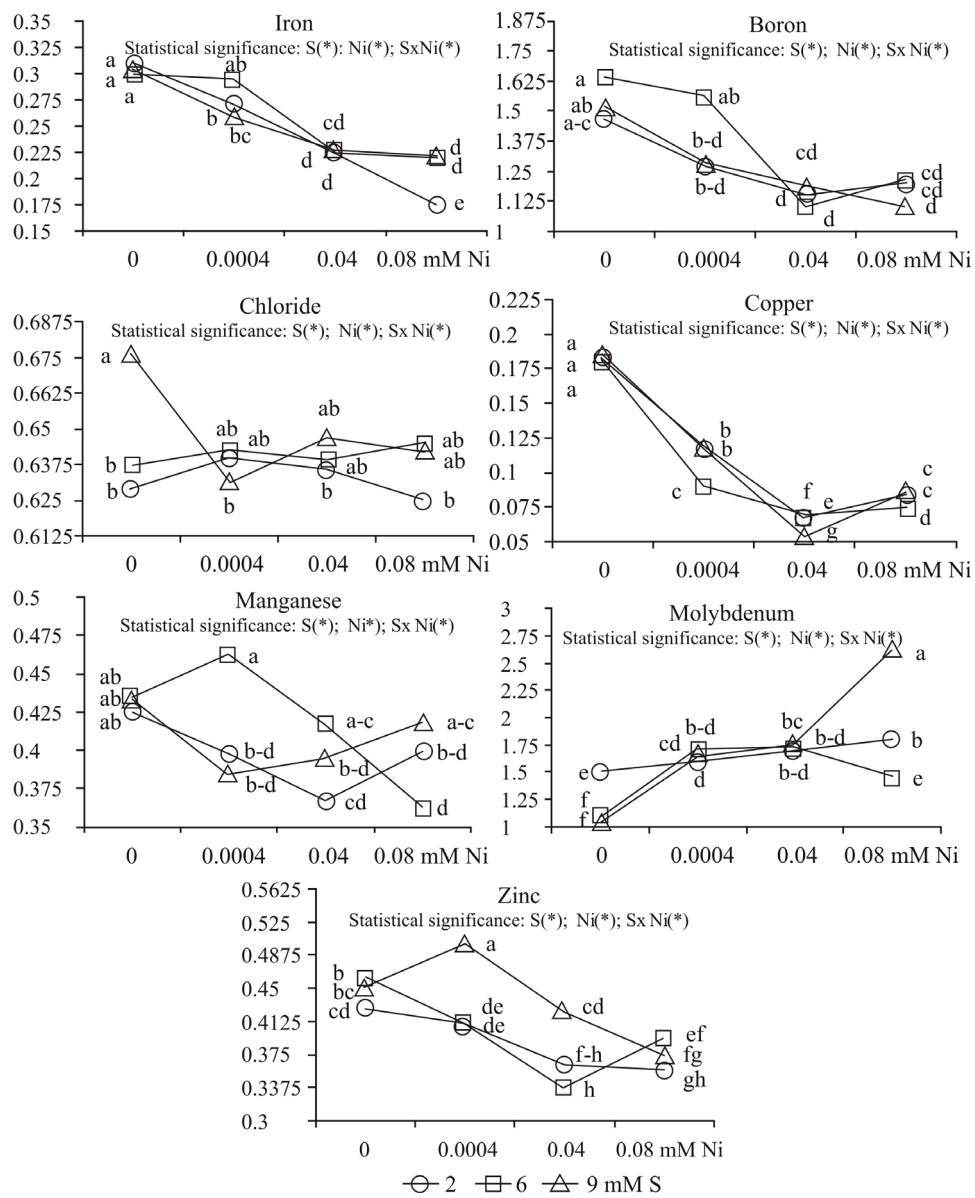 Iron
Statistical significance: S(*): Ni(*); SxNi(*)
0.35
0.325
0.3
0.275
0.25
0.225
0.2
0.175
0.15
a
a
a
ab
b
bc
cd
d
d
d
d
e
0 0.0004 0.04 0.08 mM Ni
Boron
Statistical significance: S(*); Ni(*); Sx Ni(*)
1.875
1.75
1.625
1.5
1.375
1.25
1.125
1
a
ab
a-c
ab
b-d
b-d
cd
d
d
cd
cd
d
0 0.0004 0.04 0.08 mM Ni
Chloride
Statistical significance: S(*); Ni(*); Sx Ni(*)
0.6875
0.675
0.6625
0.65
0.6375
0.625
0.6125
a
b
b
ab
ab
b
ab
ab
b
ab
ab
b
0 0.0004 0.04 0.08 mM Ni
Copper
Statistical significance: S(*); Ni(*); Sx Ni(*)
0.225
0.2
0.175
0.15
0.125
0.1
0.075
0.05
a
a
a
b
b
c
f
e
g
c
c
d
0 0.0004 0.04 0.08 mM Ni
Manganese
Statistical significance: S(*); Ni*); Sx Ni(*)
0.5
0.475
0.45
0.425
0.4
0.375
0.35
ab
ab
ab
a
b-d
b-d
a-c
b-d
cd
a-c
b-d
d
0 0.0004 0.04 0.08 mM Ni
Molybdenum
Statistical significance: S(*); Ni(*); Sx Ni(*)
3
2.75
2.5
2.25
2
1.75
1.5
1.25
1
e
f
f
b-d
cd
d
bc
b-d
b-d
a
b
e
0 0.0004 0.04 0.08 mM Ni
Zinc
Statistical significance: S(*); Ni(*); Sx Ni(*)
0.5625
0.525
0.4875
0.45
0.4125
0.375
0.3375
0.3
b
bc
cd
a
de
de
cd
f-h
h
ef
fg
gh
0 0.0004 0.04 0.08 mM Ni
2 6 9 mM S